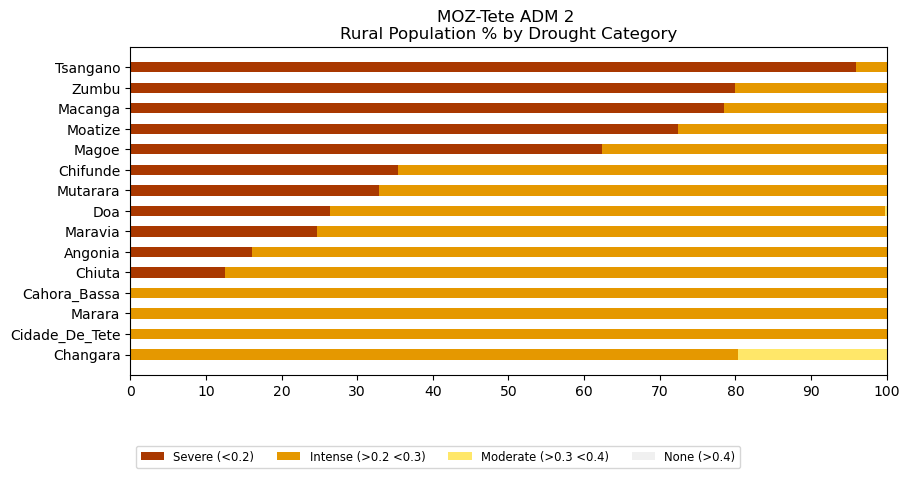 MOZ-Tete ADM 2
Rural Population % by Drought Category
Tsangano
Zumbu
Macanga
Moatize
Magoe
Chifunde
Mutarara
Doa
Maravia
Angonia
Chiuta
Cahora_Bassa
Marara
Cidade_De_Tete
Changara
0 10 20 30 40 50 60 70 80 90 100
Severe (<0.2) Intense (>0.2 <0.3) Moderate (>0.3 <0.4) None (>0.4)